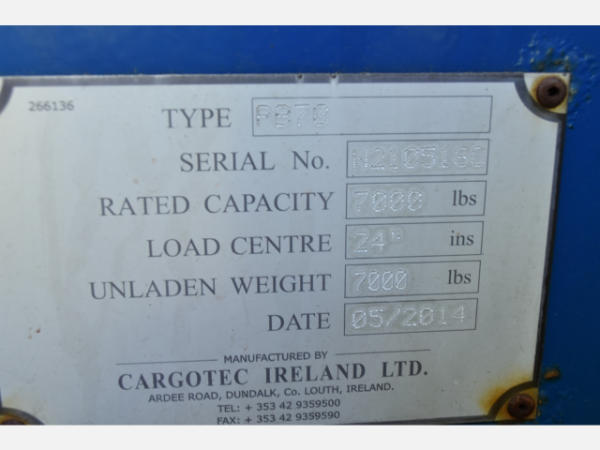 266136
TYPE PB70
SERIAL No.
RATED CAPACITY 7000 lbs
LOAD CENTRE 24" ins
UNLADEN WEIGHT 7000 lbs
DATE 05/2014
MANUFACTURED BY
CARGOTEC IRELAND LTD.
ARDEE ROAD, DUNDALK, Co. LOUTH, IRELAND.
TEL: + 353 42 9359500
FAX: + 353 42 9359590